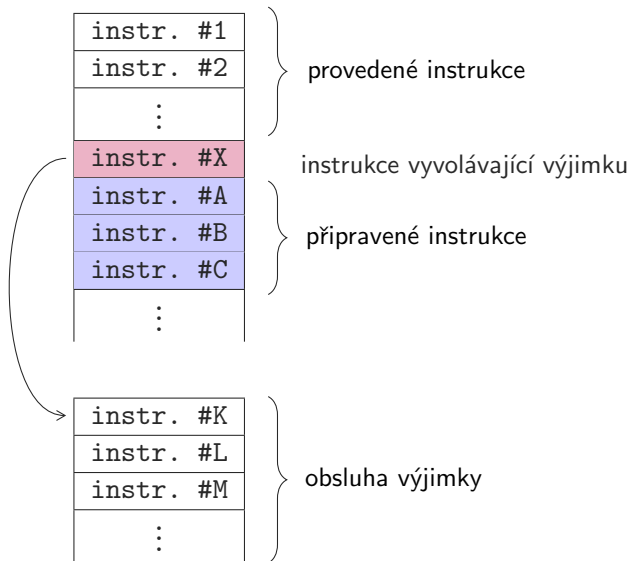 instr. #1
instr. #2
provedené instrukce
⋮
instr. #X
instrukce vyvolávající výjimku
instr. #A
instr. #B
připravené instrukce
instr. #C
⋮
instr. #K
instr. #L
obsluha výjimky
instr. #M
⋮